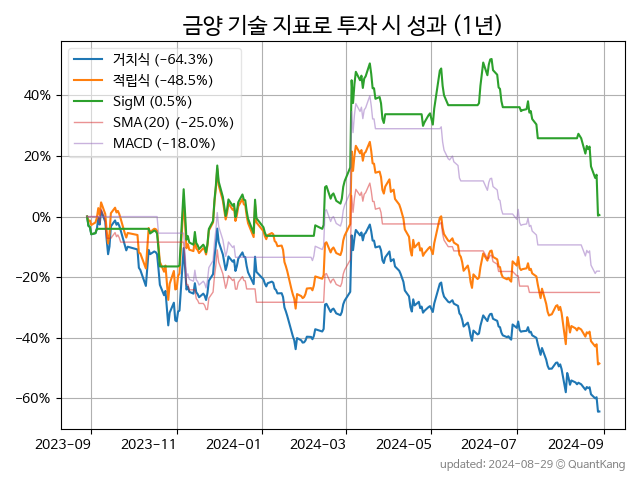 금양 기술 지표로 투자 시 성과 (1년)
거치식 (−64.3%)
적립식 (−48.5%)
SigM (0.5%)
SMA(20) (−25.0%)
MACD (−18.0%)
40%
20%
0%
−20%
−40%
−60%
2023-09 2023-11 2024-01 2024-03 2024-05 2024-07 2024-09
updated: 2024-08-29 © QuantKang